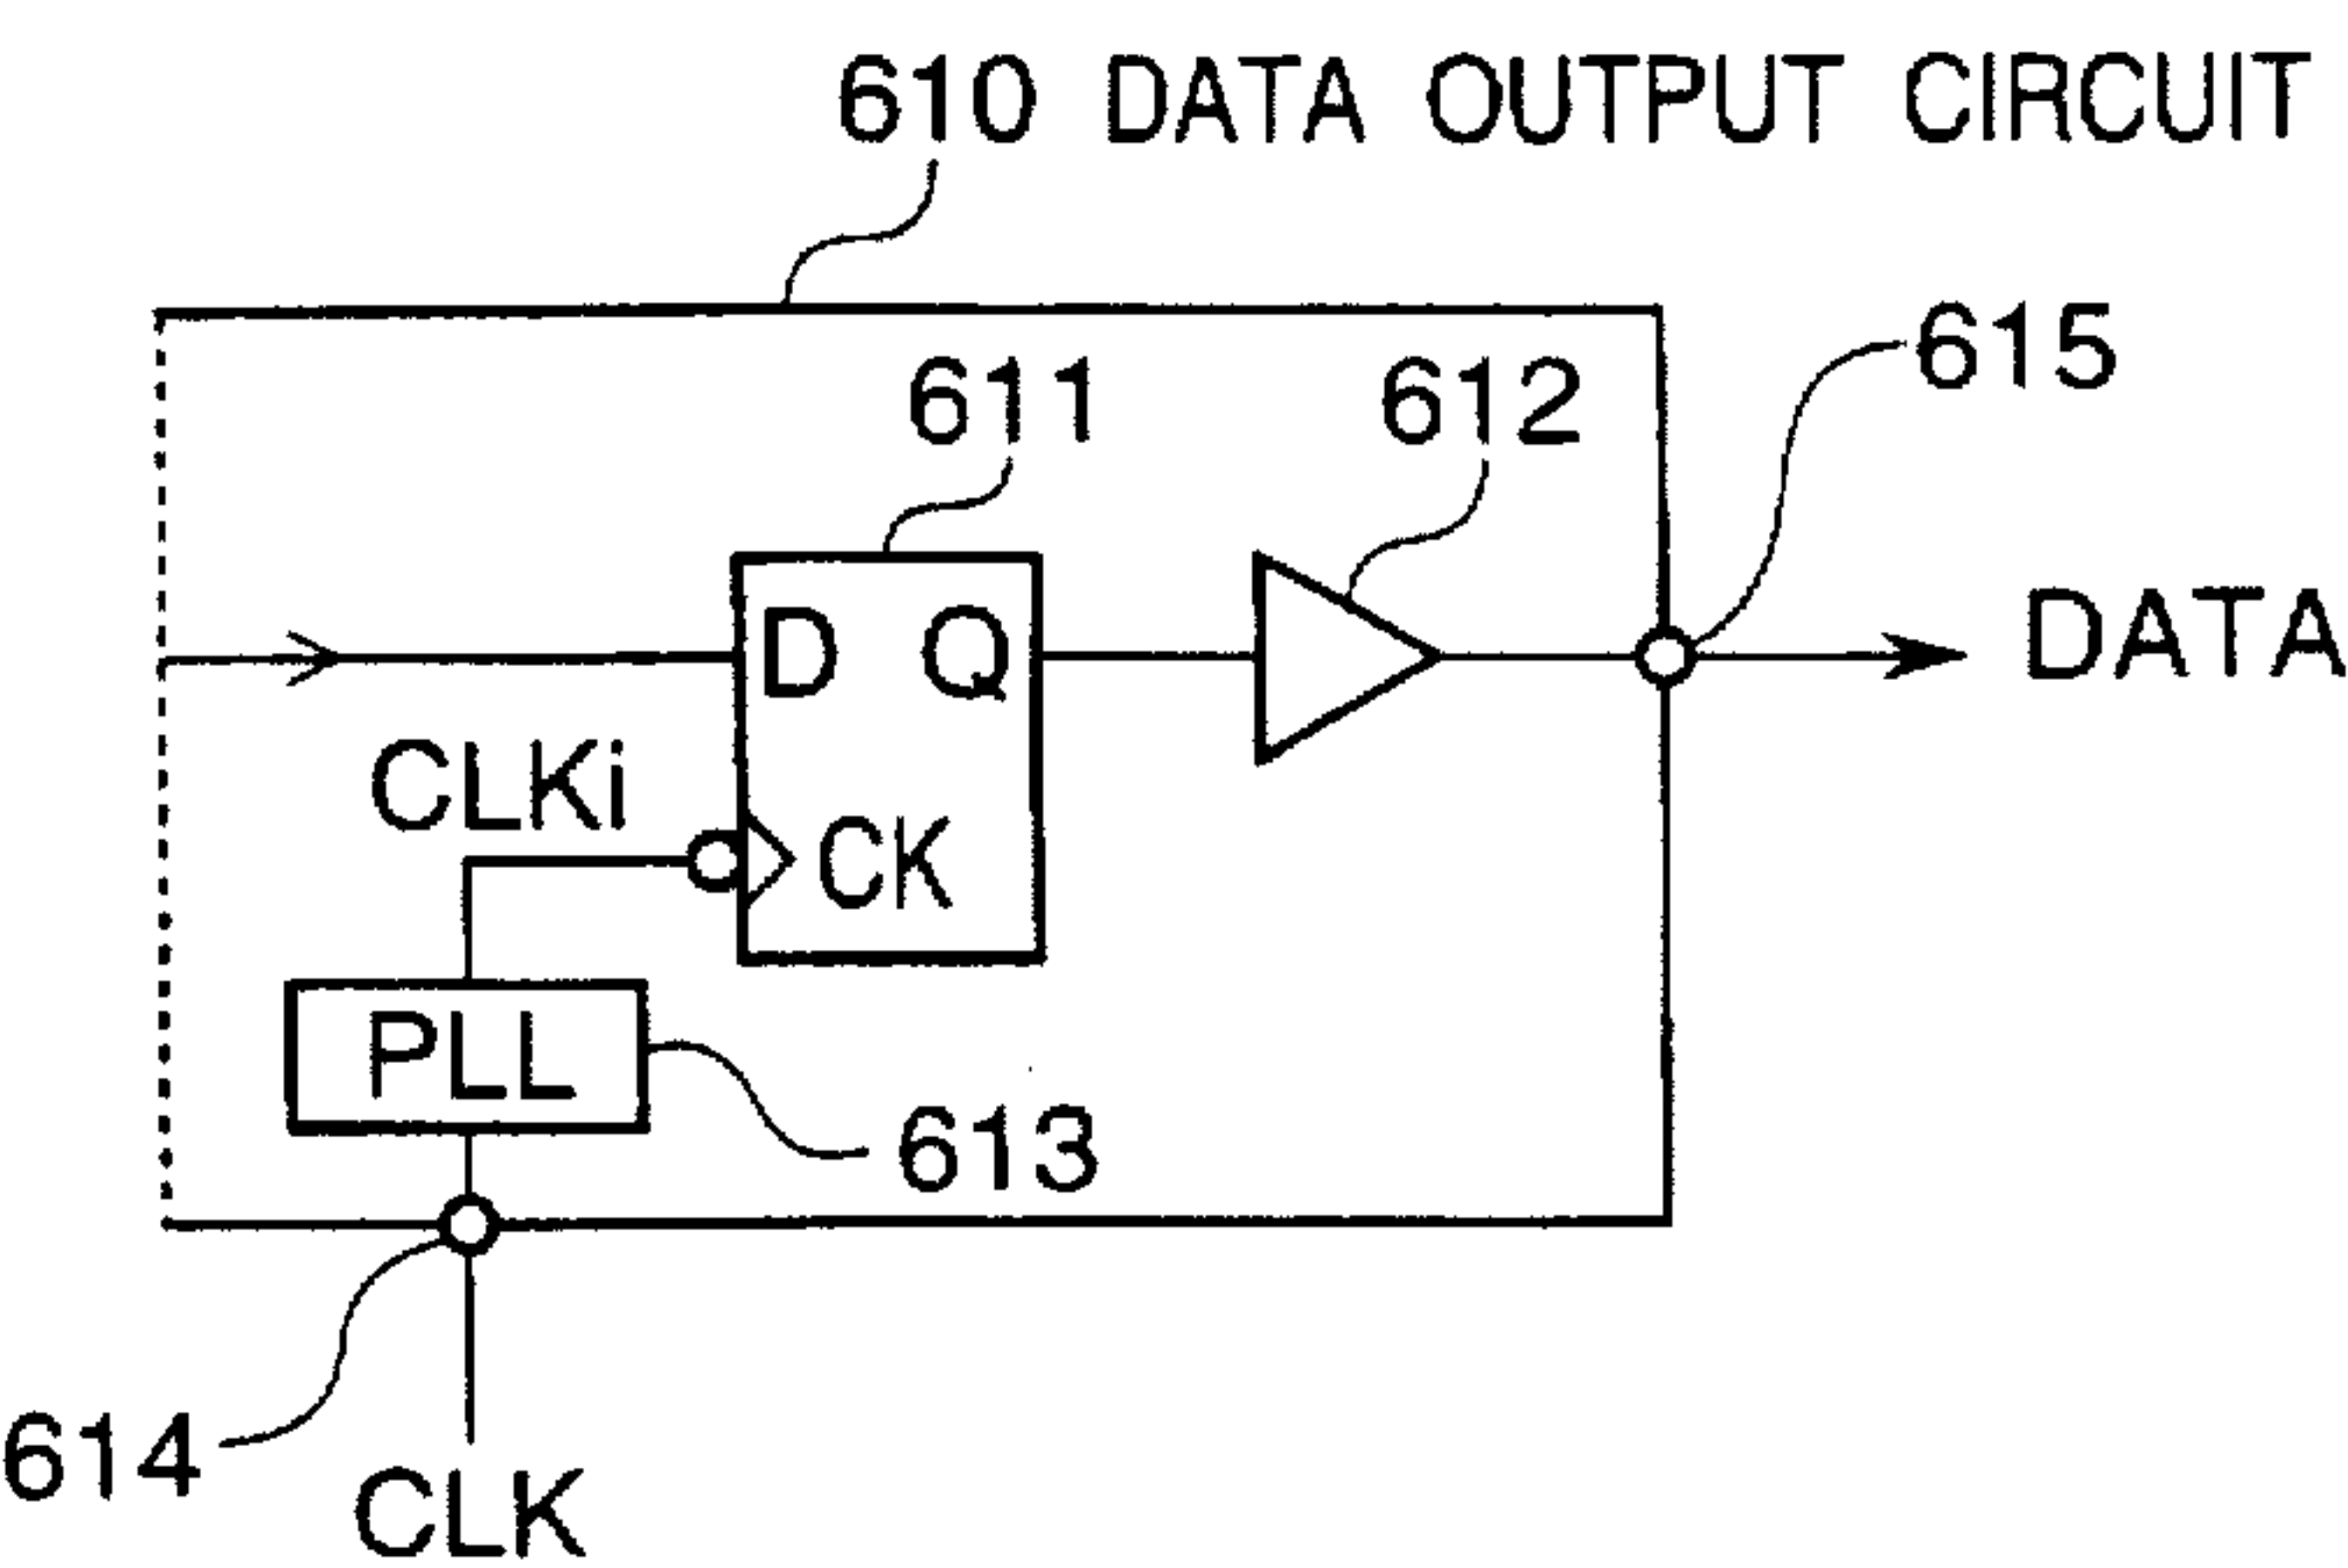 610 DATA OUTPUT CIRCUIT
615
611
612
D Q
DATA
CLKi
CK
PLL
613
614
CLK